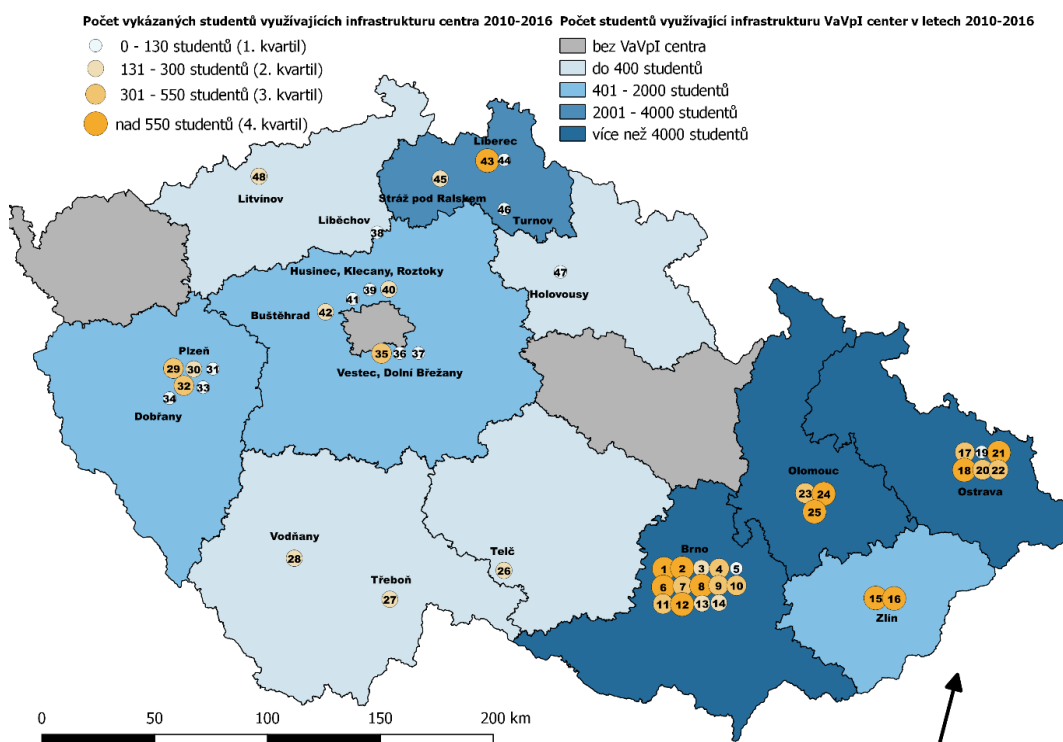 Počet vykázaných studentů využívajících infrastrukturu centra 2010-2016
0 - 130 studentů (1. kvartil)
131 - 300 studentů (2. kvartil)
301 - 550 studentů (3. kvartil)
nad 550 studentů (4. kvartil)
Počet studentů využívající infrastrukturu VaVpI center v letech 2010-2016
bez VaVpI centra
do 400 studentů
401 - 2000 studentů
2001 - 4000 studentů
více než 4000 studentů
Liberec
43 44
48
45
Litvínov
Stráž pod Ralskem
46
Turnov
Liběchov
38
Husinec, Klecany, Roztoky
47
39 40
41
Holovousy
Buštěhrad
42
Plzeň
35 36 37
29 30 31
Vestec, Dolní Břežany
32 33
34
Dobřany
17 19 21
18 20 22
Ostrava
Olomouc
23 24
25
Vodňany
28
Telč
26
Třeboň
27
Brno
1 2 3 4 5
6 7 8 9 10
11 12 13 14
15 16
Zlín
0 50 100 150 200 km